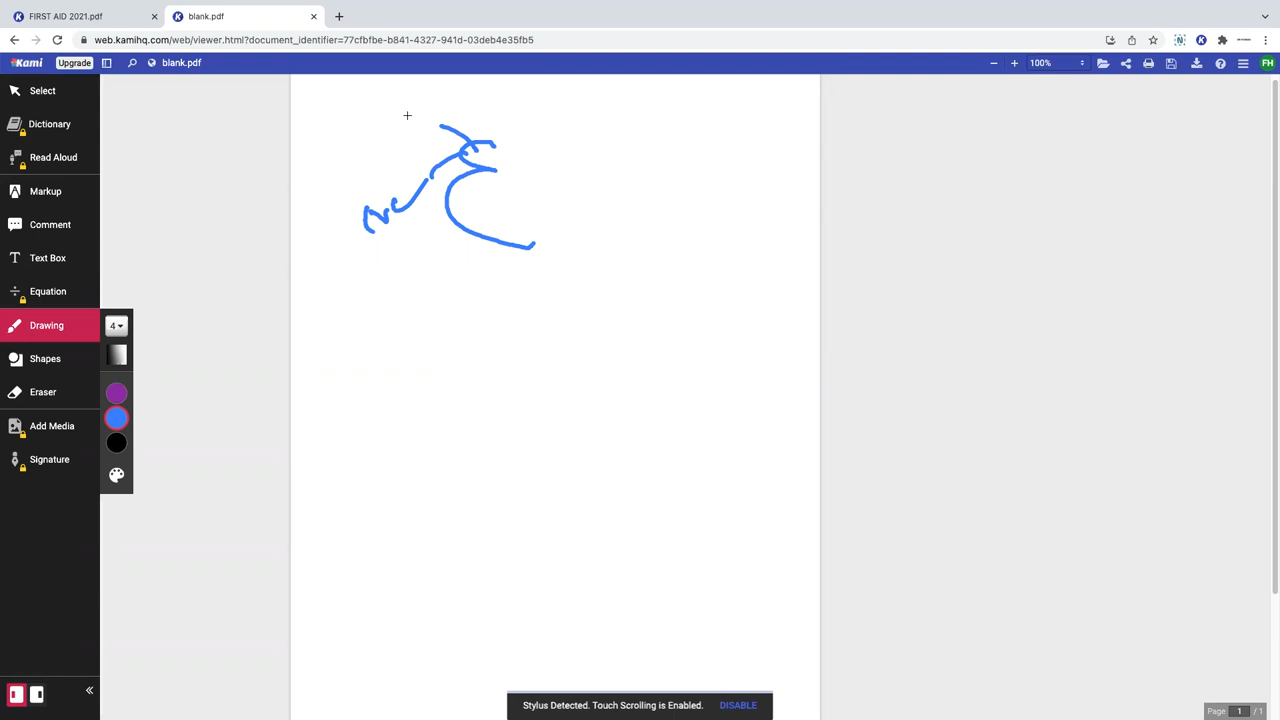 FIRST AID 2021.pdf
blank.pdf
web.kamihq.com/web/viewer.html?document_identifier=77cfbfbe-b841-4327-941d-03deb4e35fb5
Kami Upgrade blank.pdf 100% FH
Select
Dictionary
Read Aloud
Markup
Comment
Text Box
Equation
Drawing
4
Shapes
Eraser
Add Media
Signature
Stylus Detected. Touch Scrolling is Enabled. DISABLE
Page: 1 / 1